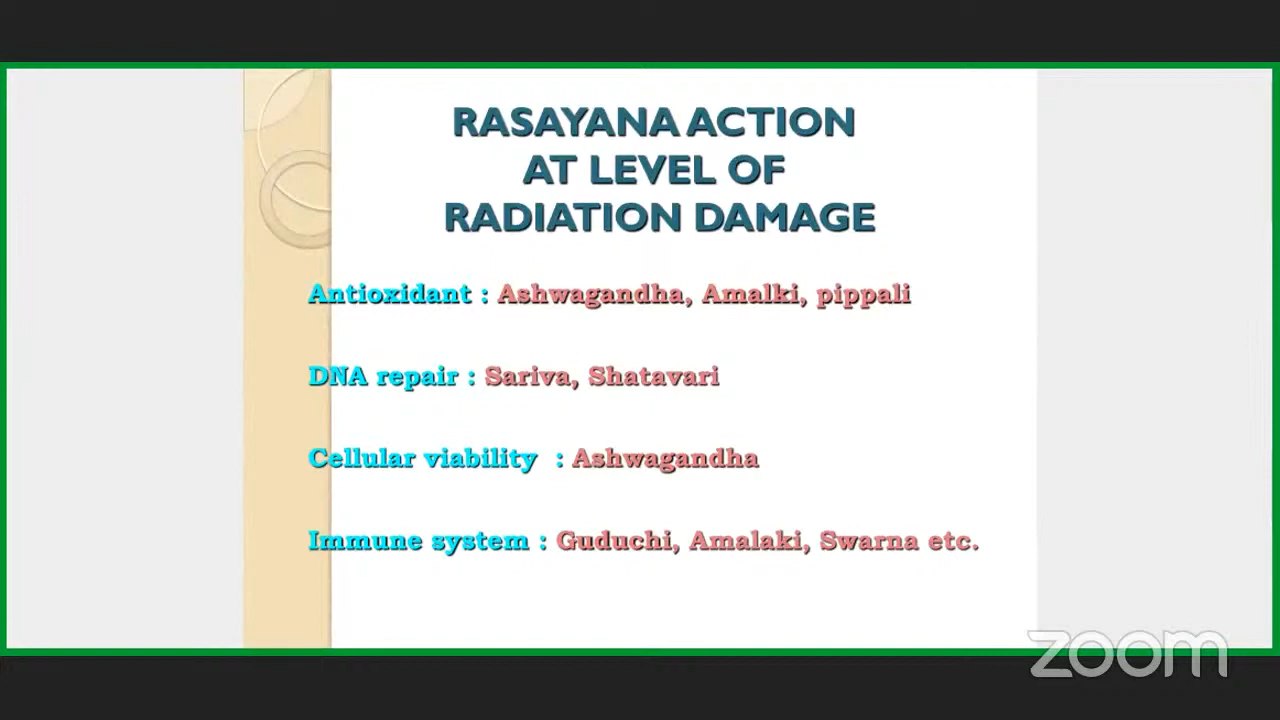 RASAYANA ACTION
AT LEVEL OF
RADIATION DAMAGE
Antioxidant : Ashwagandha, Amalki, pippali
DNA repair : Sariva, Shatavari
Cellular viability : Ashwagandha
Immune system : Guduchi, Amalaki, Swarna etc.
zoom